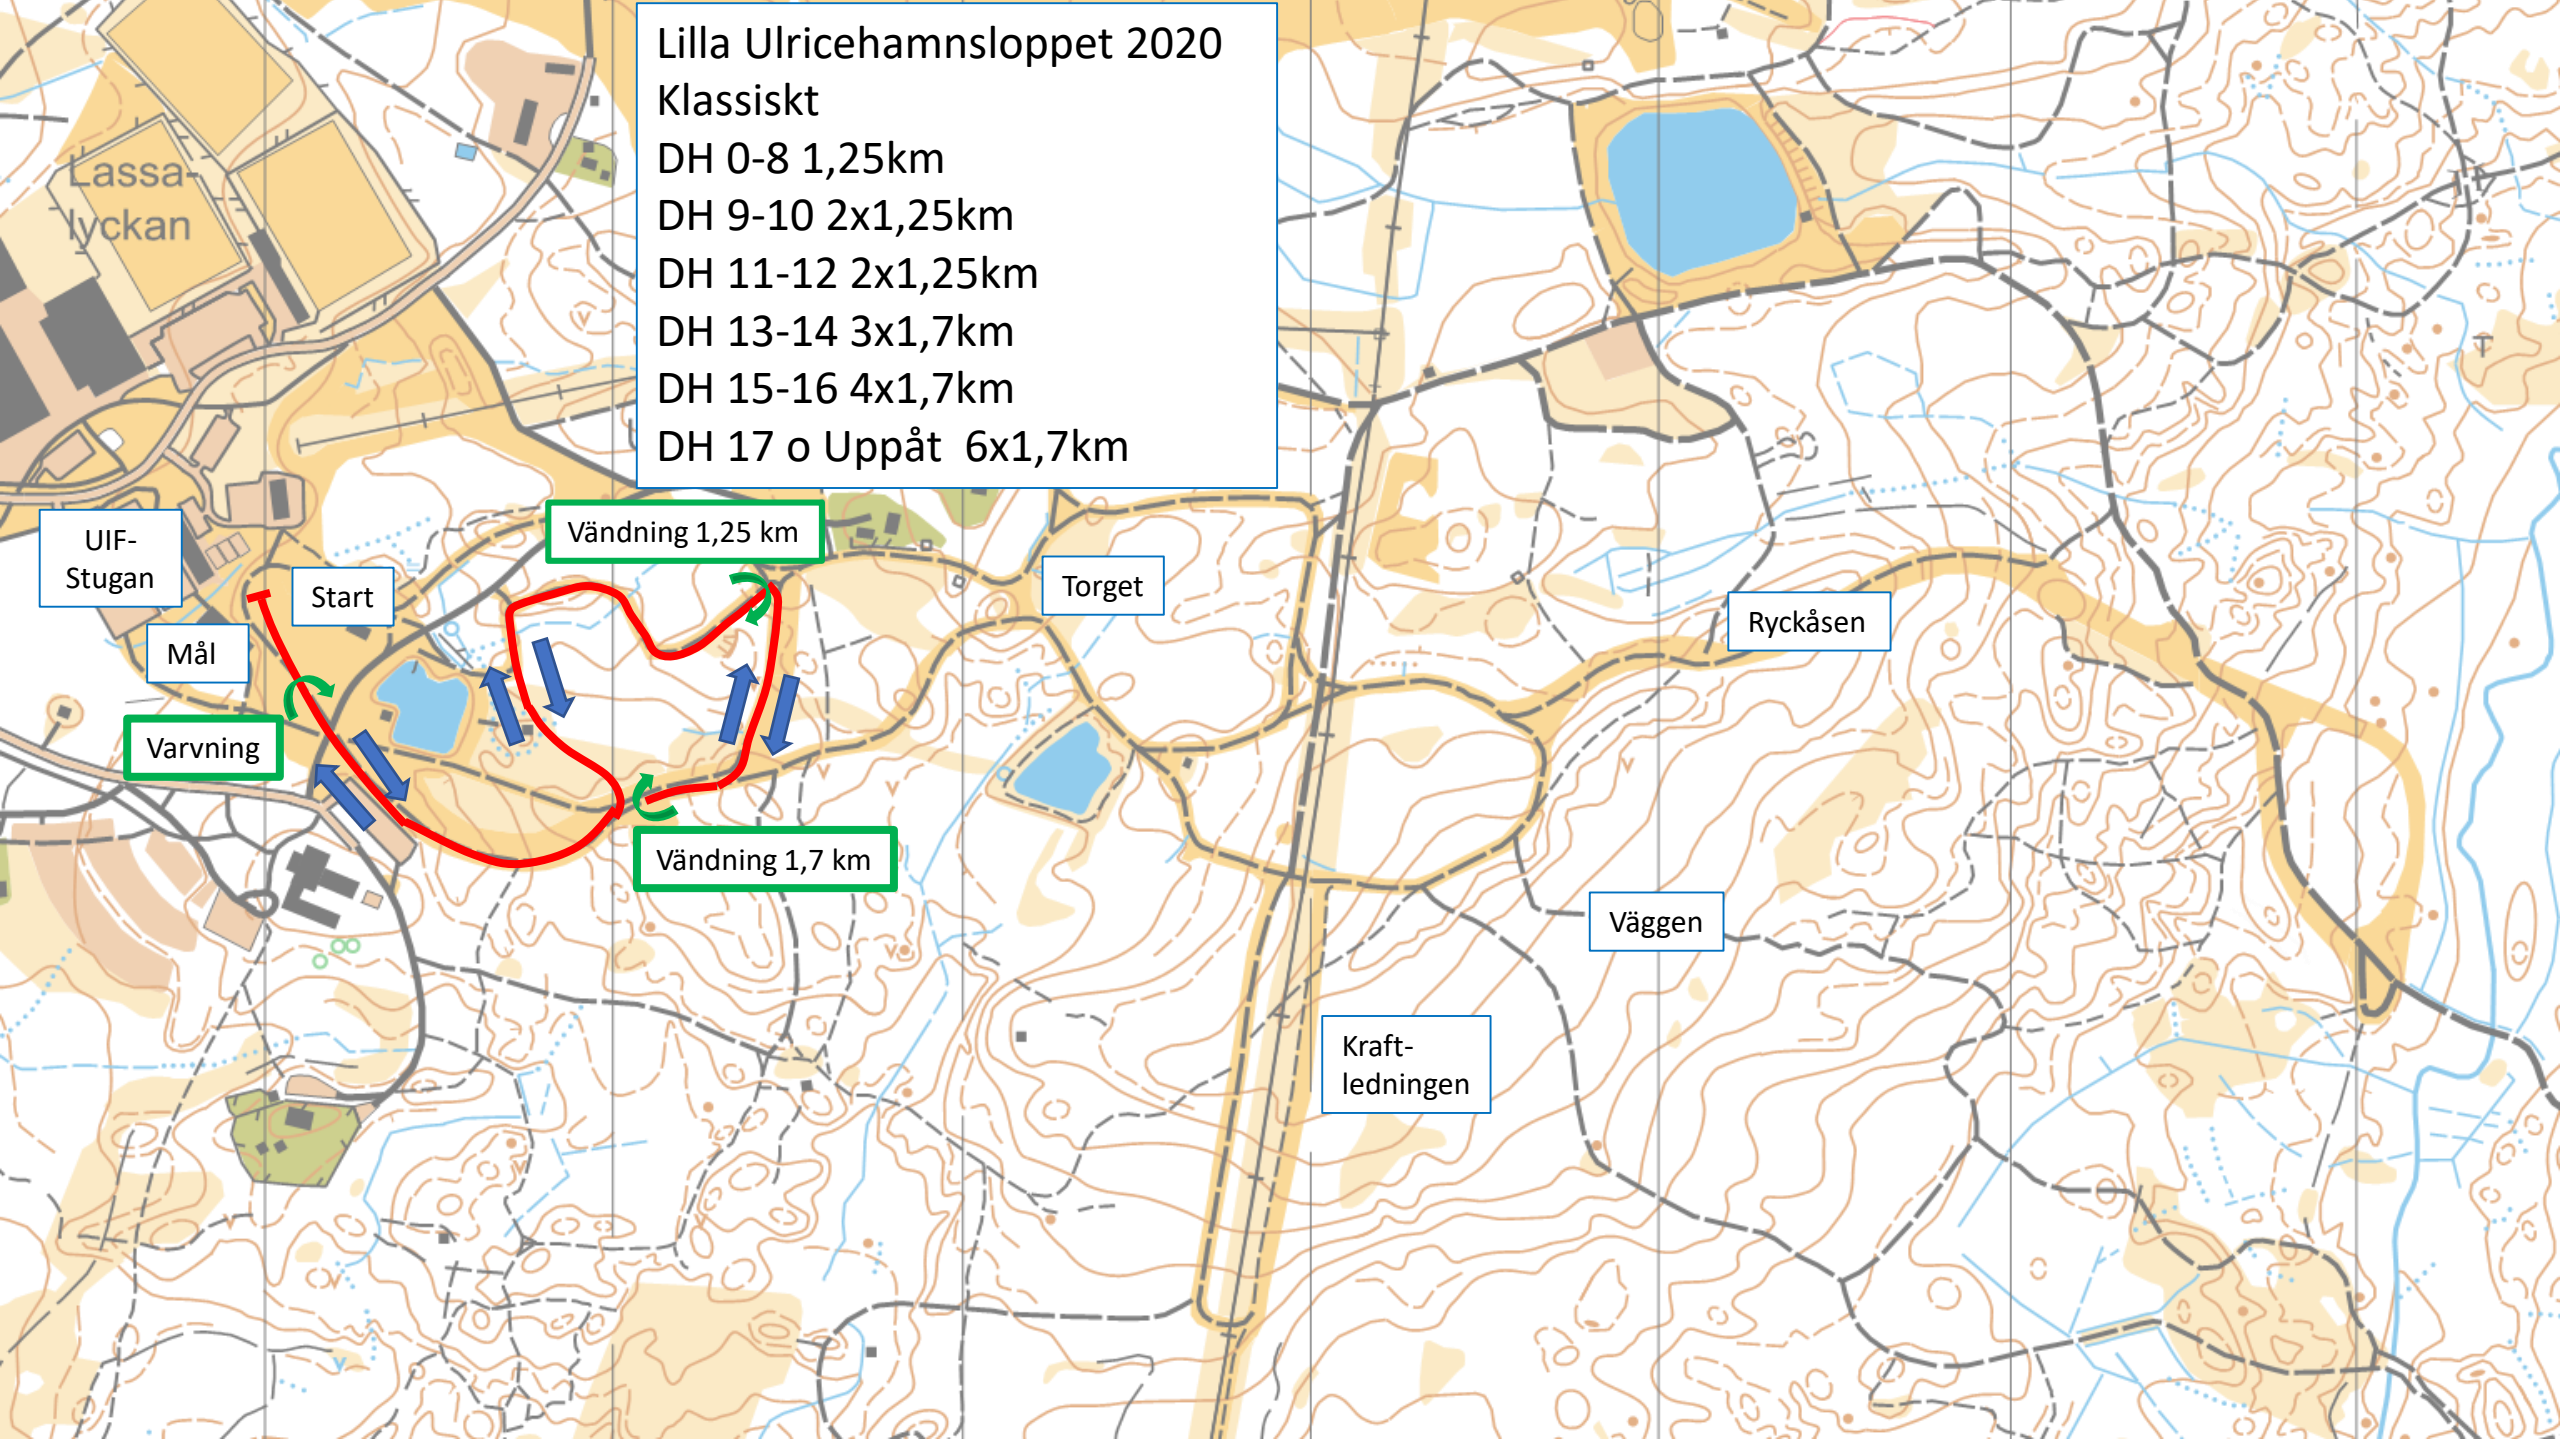 Lilla Ulricehamnsloppet 2020
Klassiskt
DH 0-8 1,25km
DH 9-10 2x1,25km
DH 11-12 2x1,25km
DH 13-14 3x1,7km
DH 15-16 4x1,7km
DH 17 o Uppåt 6x1,7km
Lassa-
lyckan
UIF-
Stugan
Start
Mål
Varvning
Vändning 1,25 km
Vändning 1,7 km
Torget
Ryckåsen
Väggen
Kraft-
ledningen